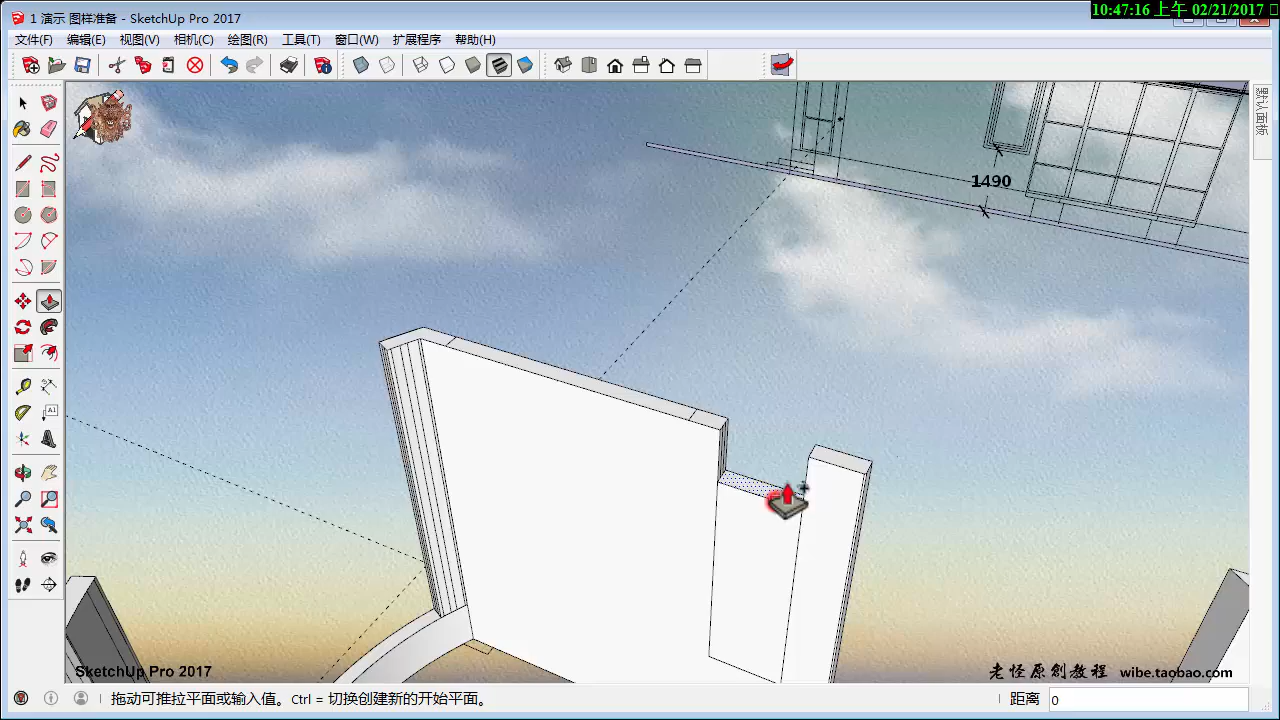 10:47:16 上午 02/21/2017
1 演示 图样准备 - SketchUp Pro 2017
文件(F) 编辑(E) 视图(V) 相机(C) 绘图(R) 工具(T) 窗口(W) 扩展程序 帮助(H)
默认面板
1490
A1
SketchUp Pro 2017
老怪原創教程 wibe.taobao.com
拖动可推拉平面或输入值。Ctrl = 切换创建新的开始平面。
距离 0